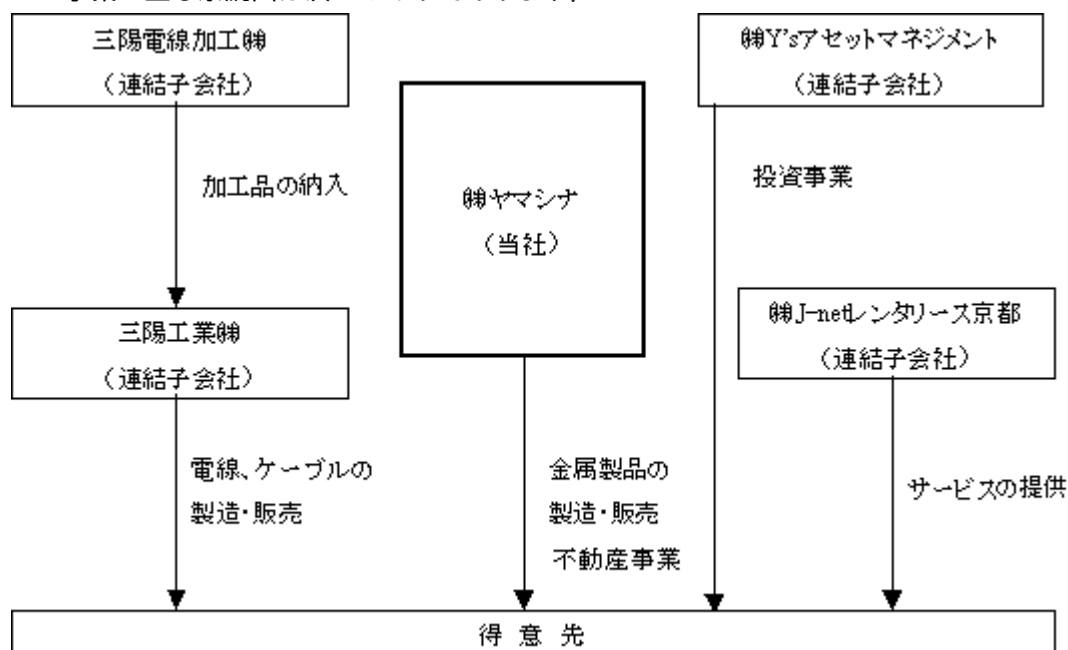 三陽電線加工㈱
（連結子会社）
㈱Y'sアセットマネジメント
（連結子会社）
加工品の納入
㈱ヤマシナ
（当社）
投資事業
三陽工業㈱
（連結子会社）
㈱J-netレンタリース京都
（連結子会社）
電線、ケーブルの
製造・販売
金属製品の
製造・販売
不動産事業
サービスの提供
得 意 先